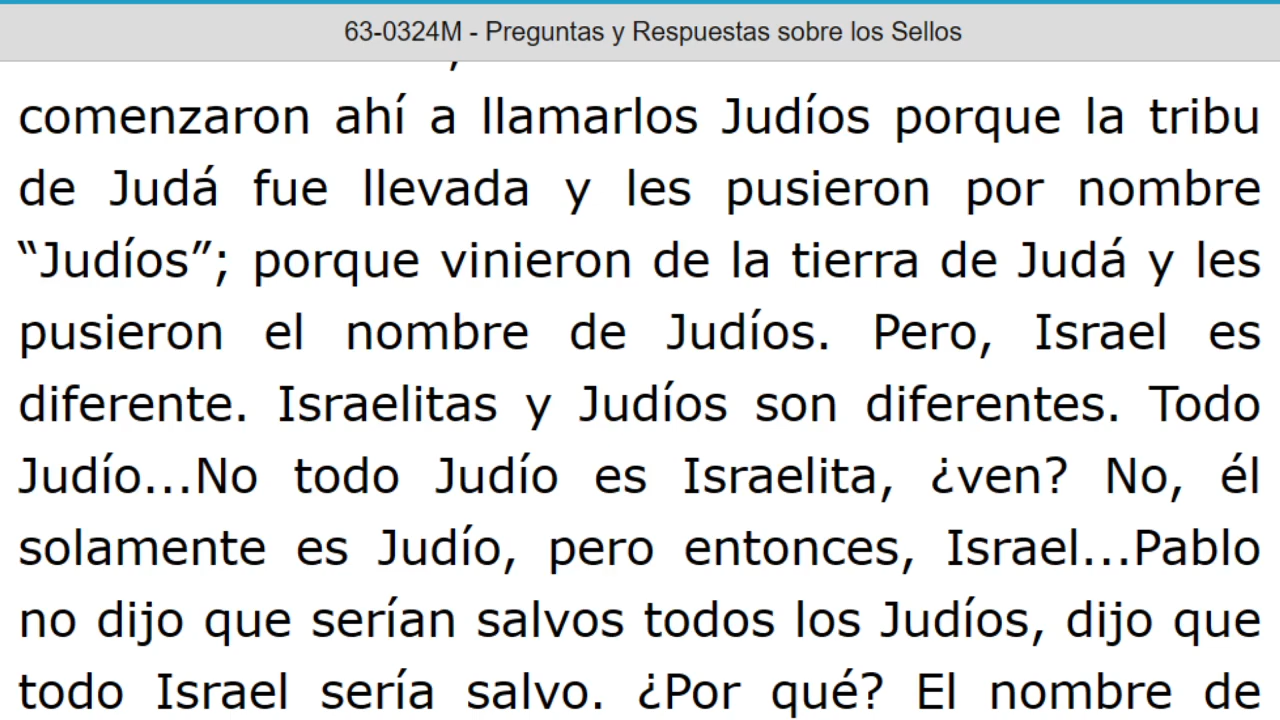 63-0324M - Preguntas y Respuestas sobre los Sellos
comenzaron ahí a llamarlos Judíos porque la tribu
de Judá fue llevada y les pusieron por nombre
“Judíos”; porque vinieron de la tierra de Judá y les
pusieron el nombre de Judíos. Pero, Israel es
diferente. Israelitas y Judíos son diferentes. Todo
Judío...No todo Judío es Israelita, ¿ven? No, él
solamente es Judío, pero entonces, Israel...Pablo
no dijo que serían salvos todos los Judíos, dijo que
todo Israel sería salvo. ¿Por qué? El nombre de